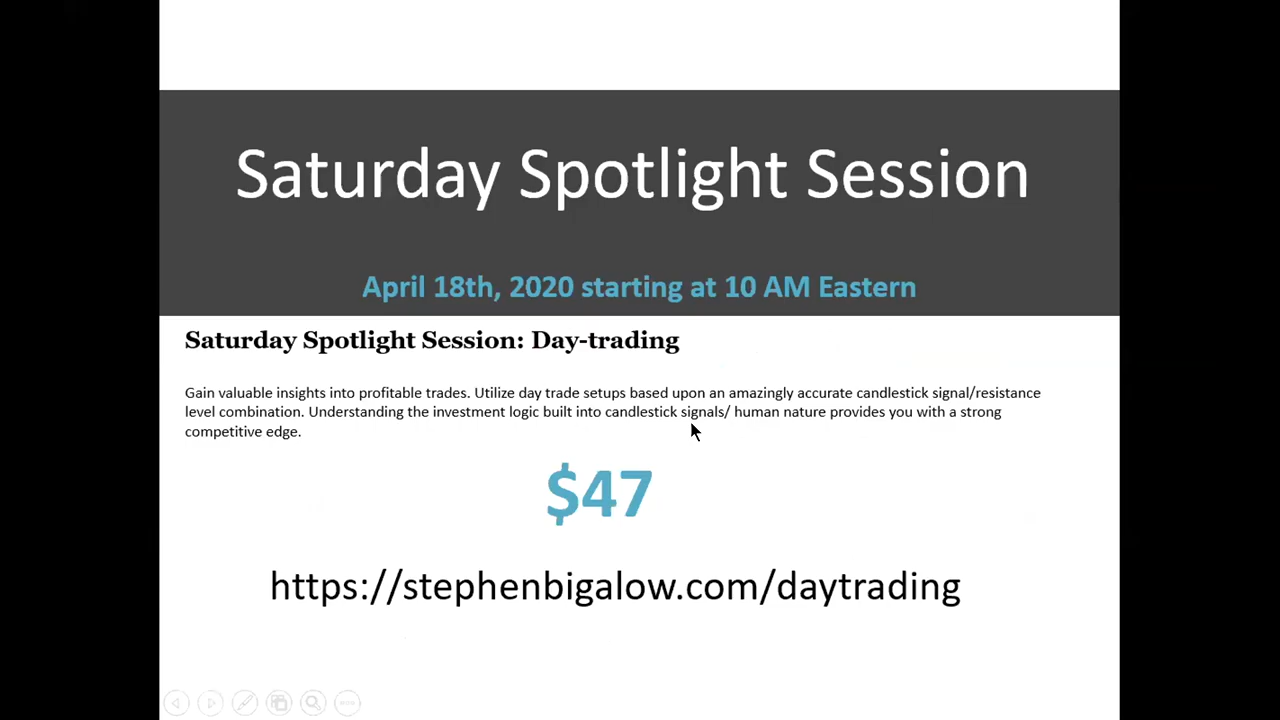 Saturday Spotlight Session
April 18th, 2020 starting at 10 AM Eastern
Saturday Spotlight Session: Day-trading
Gain valuable insights into profitable trades. Utilize day trade setups based upon an amazingly accurate candlestick signal/resistance
level combination. Understanding the investment logic built into candlestick signals/ human nature provides you with a strong
competitive edge.
$47
https://stephenbigalow.com/daytrading